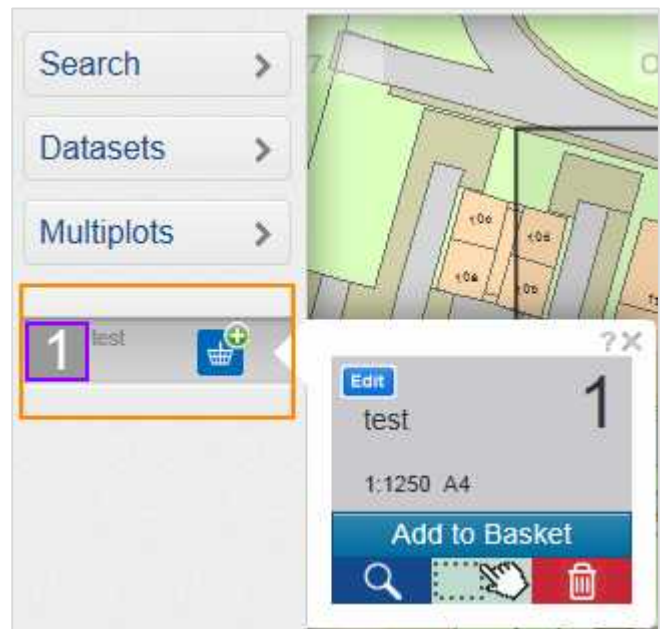 Search
Datasets
Multiplots
1 test
Edit
1
test
1:1250 A4
Add to Basket